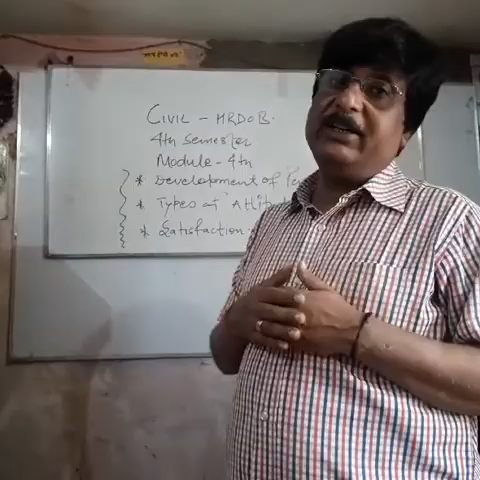 CIVIL - HRDOB.
4th Semester
Module - 4th
* Development of
* Types of
* Satisfaction